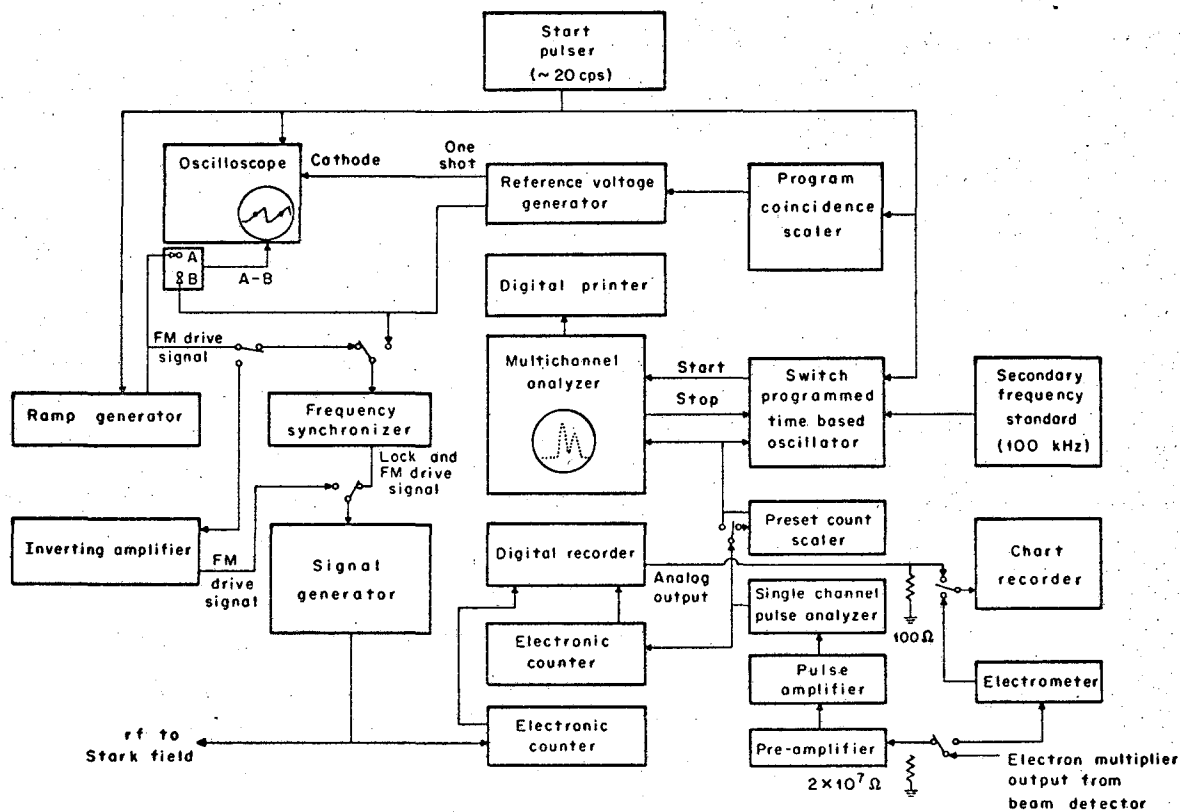 Start
pulser
(~ 20 cps)
Oscilloscope
Cathode
One
shot
Reference voltage
generator
Program
coincidence
scaler
A
B
A-B
Digital printer
FM drive
signal
Multichannel
analyzer
Start
Stop
Switch
programmed
time based
oscillator
Secondary
frequency
standard
(100 kHz)
Ramp generator
Frequency
synchronizer
Lock and
FM drive
signal
Inverting amplifier
FM
drive
signal
Signal
generator
Digital recorder
Analog
output
Preset count
scaler
Chart
recorder
Single channel
pulse analyzer
100Ω
Electronic
counter
Pulse
amplifier
Electrometer
rf to
Stark field
Electronic
counter
Pre-amplifier
2×10⁷Ω
Electron multiplier
output from
beam detector